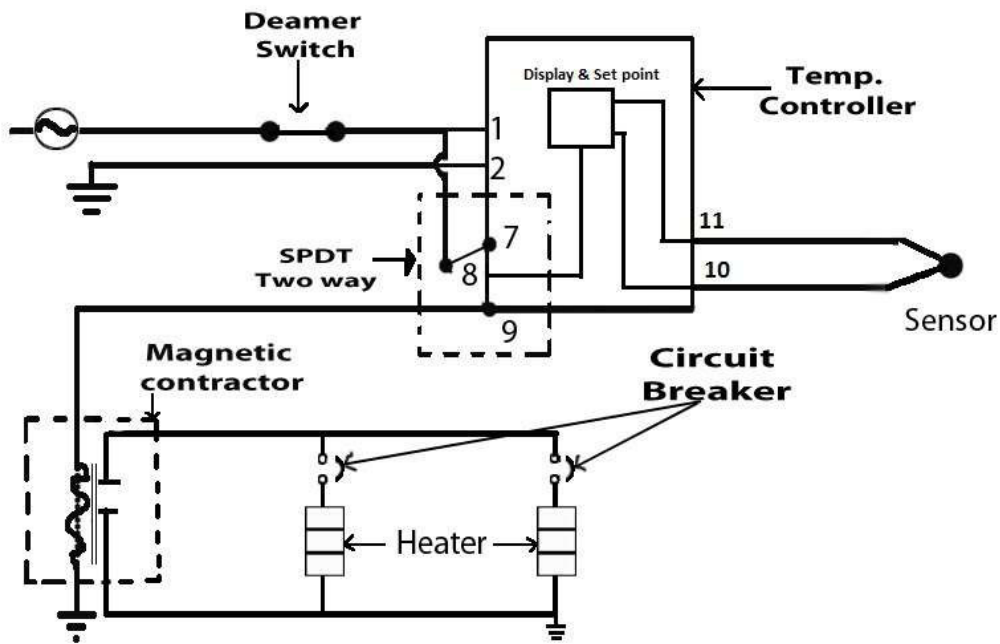 Deamer
Switch
Display & Set point
Temp.
Controller
1
2
7
8
9
11
10
SPDT
Two way
Sensor
Magnetic
contractor
Circuit
Breaker
Heater